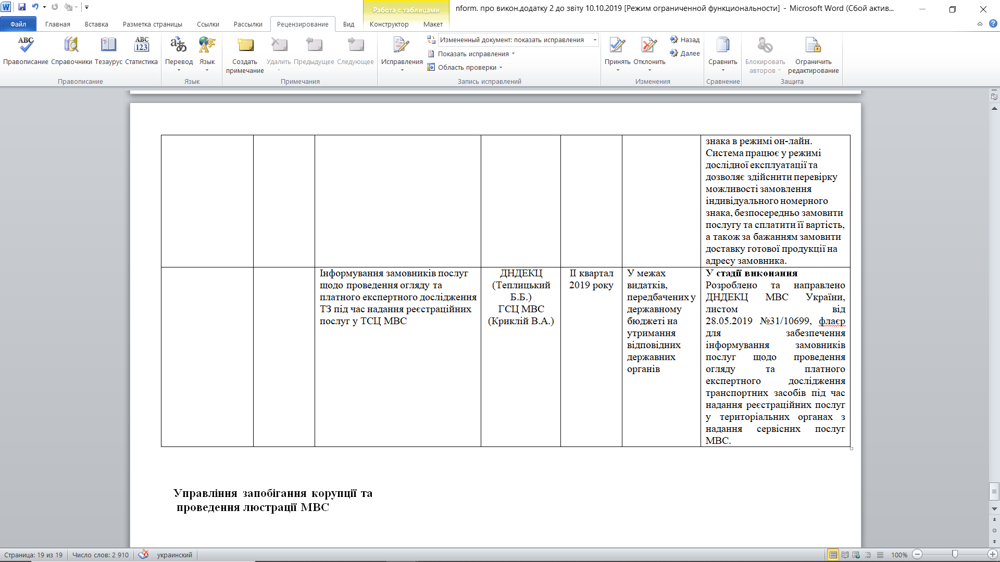 Работа с таблицами
nform. про викон.додатку 2 до звіту 10.10.2019 [Режим ограниченной функциональности] - Microsoft Word (Сбой актив...
Файл
Главная
Вставка
Разметка страницы
Ссылки
Рассылки
Рецензирование
Вид
Конструктор
Макет
Правописание
Справочники
Тезаурус
Статистика
Правописание
Перевод
Язык
Язык
Создать примечание
Удалить
Предыдущее
Следующее
Примечания
Исправления
Измененный документ: показать исправления
Показать исправления
Область проверки
Запись исправлений
Принять
Отклонить
Назад
Далее
Изменения
Сравнить
Сравнение
Блокировать авторов
Ограничить редактирование
Защита
знака в режимі он-лайн.
Система працює у режимі
дослідної експлуатації та
дозволяє здійснити перевірку
можливості замовлення
індивідуального номерного
знака, безпосередньо замовити
послугу та сплатити її вартість,
а також за бажанням замовити
доставку готової продукції на
адресу замовника.
Інформування замовників послуг
щодо проведення огляду та
платного експертного дослідження
ТЗ під час надання реєстраційних
послуг у ТСЦ МВС
ДНДЕКЦ
(Теплицький
Б.Б.)
ГСЦ МВС
(Криклій В.А.)
ІІ квартал
2019 року
У межах
видатків,
передбачених у
державному
бюджеті на
утримання
відповідних
державних
органів
У стадії виконання
Розроблено та направлено
ДНДЕКЦ МВС України,
листом від
28.05.2019 №31/10699, флаєр
для забезпечення
інформування замовників
послуг щодо проведення
огляду та платного
експертного дослідження
транспортних засобів під час
надання реєстраційних послуг
у територіальних органах з
надання сервісних послуг
МВС.
Управління запобігання корупції та
проведення люстрації МВС
Страница: 19 из 19
Число слов: 2 910
украинский
100%